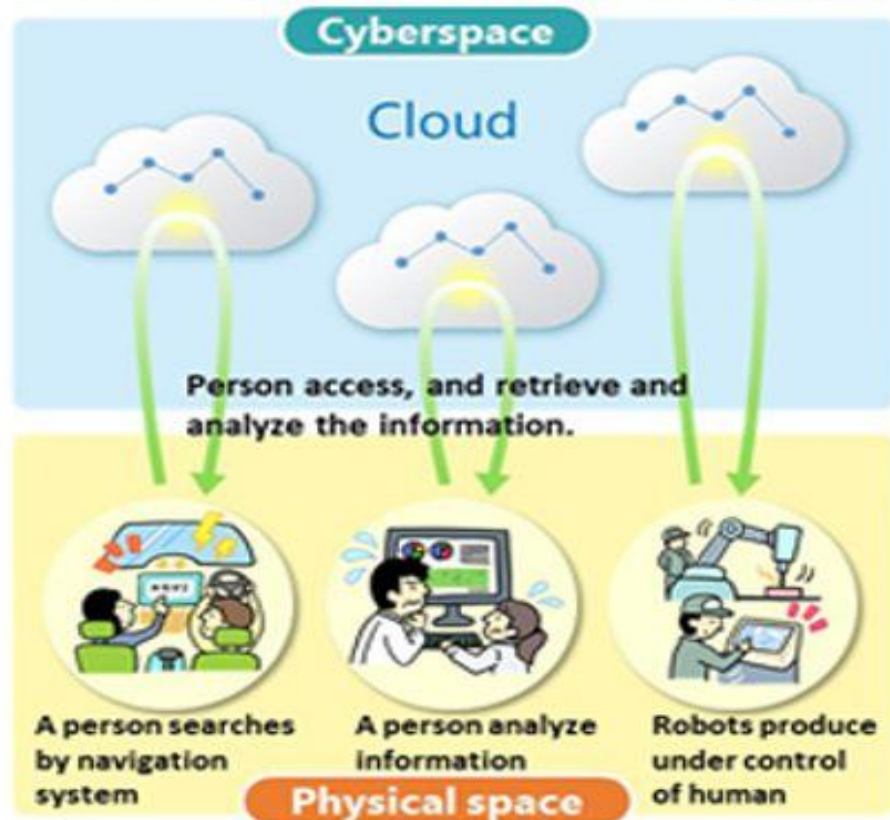 Cyberspace
Cloud
Person access, and retrieve and
analyze the information.
A person searches
by navigation
system
A person analyze
information
Robots produce
under control
of human
Physical space